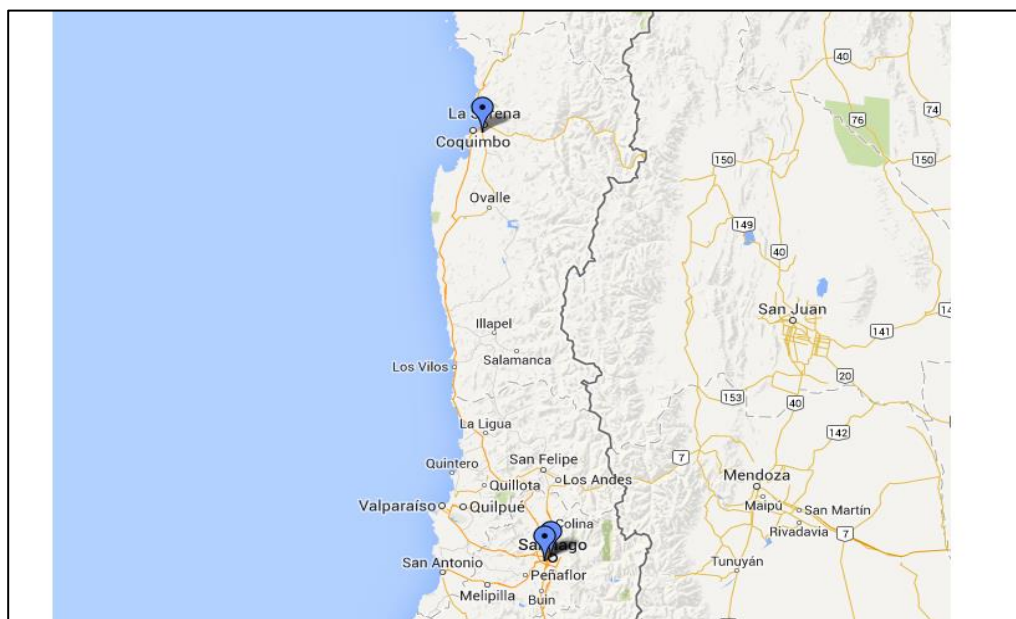 40
La Serena
74
76
Coquimbo
150
150
Ovalle
149
40
San Juan
Illapel
141
Salamanca
Los Vilos
20
153
40
La Ligua
142
Quintero
San Felipe
7
Quillota
Los Andes
Mendoza
Valparaíso
Quilpué
Maipú
San Martín
Colina
Rivadavia
7
Santiago
San Antonio
Peñaflor
Tunuyán
Melipilla
Buin